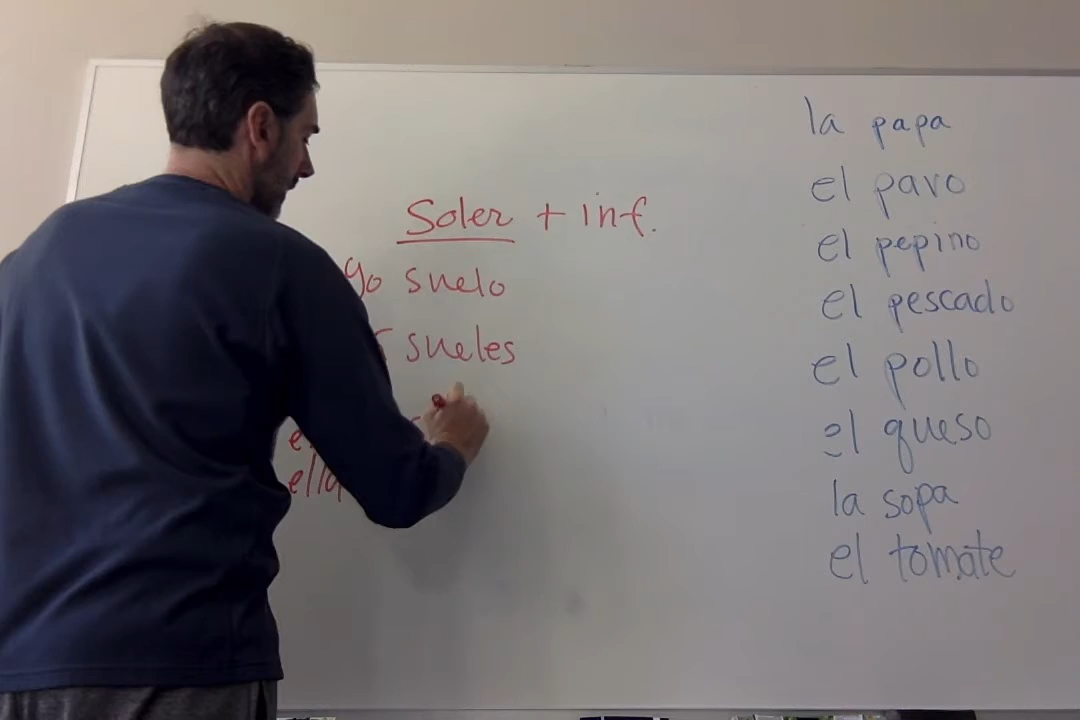 Soler + inf.
yo suelo
sueles
la papa
el pavo
el pepino
el pescado
el pollo
el queso
la sopa
el tomate